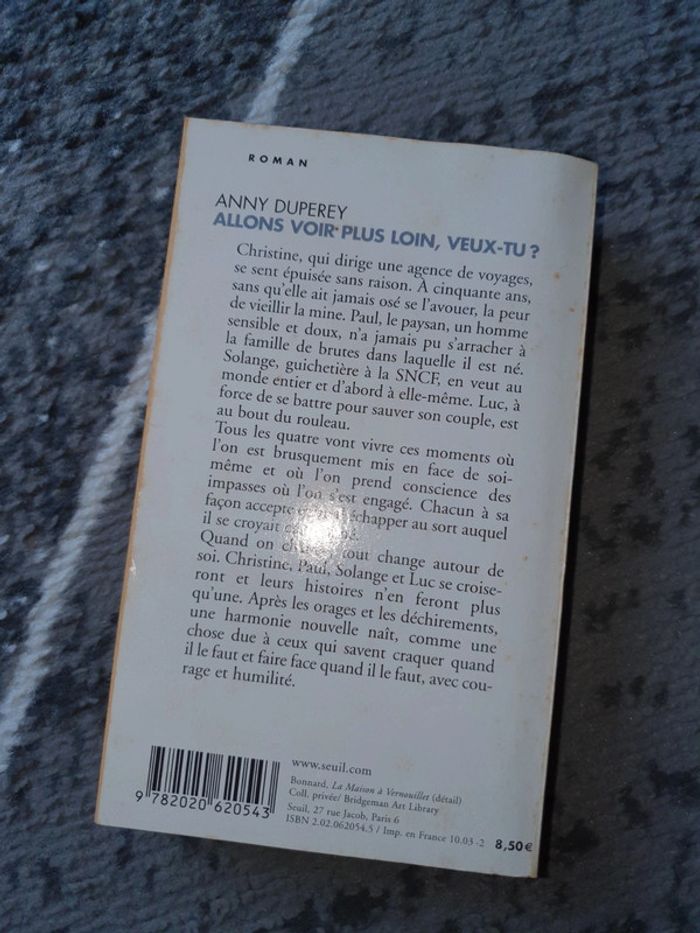 ROMAN
ANNY DUPEREY
ALLONS VOIR PLUS LOIN, VEUX-TU ?
Christine, qui dirige une agence de voyages,
se sent épuisée sans raison. À cinquante ans,
sans qu'elle ait jamais osé se l'avouer, la peur
de vieillir la mine. Paul, le paysan, un homme
sensible et doux, n'a jamais pu s'arracher à
la famille de brutes dans laquelle il est né.
Solange, guichetière à la SNCF, en veut au
monde entier et d'abord à elle-même. Luc, à
force de se battre pour sauver son couple, est
au bout du rouleau.
Tous les quatre vont vivre ces moments où
l'on est brusquement mis en face de soi-
même et où l'on prend conscience des
impasses où l'on s'est engagé. Chacun à sa
façon accepte échapper au sort auquel
il se croyait
Quand on tout change autour de
soi. Christine, Paul, Solange et Luc se croise-
ront et leurs histoires n'en feront plus
qu'une. Après les orages et les déchirements,
une harmonie nouvelle naît, comme une
chose due à ceux qui savent craquer quand
il le faut et faire face quand il le faut, avec cou-
rage et humilité.
www.seuil.com
Bonnard, La Maison à Vernouillet (détail)
Coll. privée/ Bridgeman Art Library
Seuil, 27 rue Jacob, Paris 6
ISBN 2.02.062054.5 / Imp. en France 10.03-2
8,50€
9 782020 620543